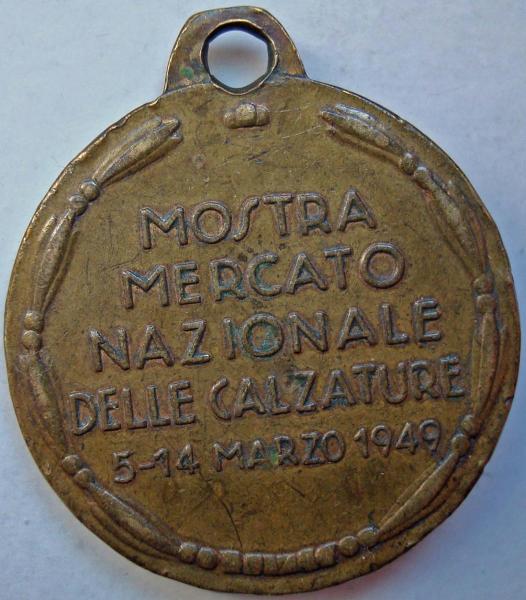 MOSTRA
MERCATO
NAZIONALE
DELLE CALZATURE
5-14 MARZO 1949